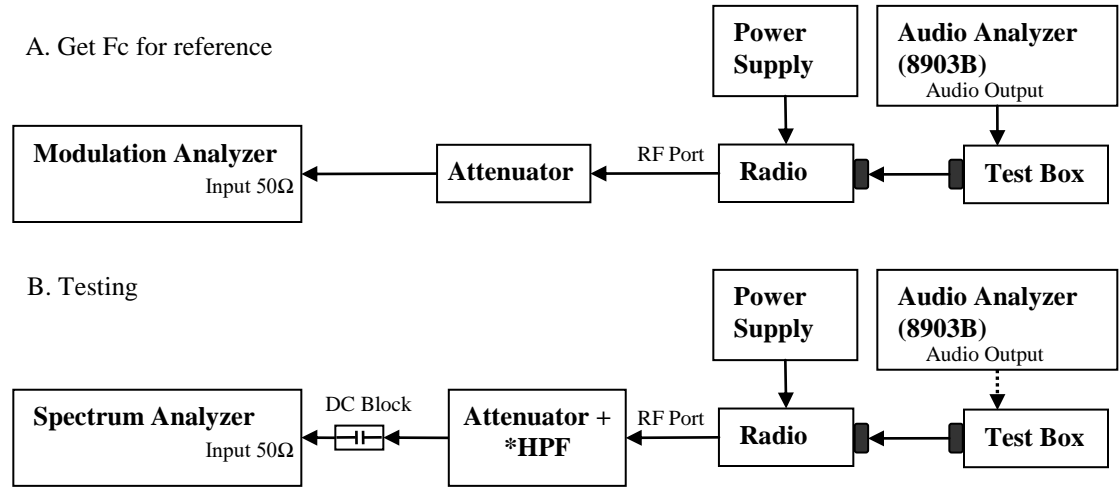 A. Get Fc for reference
Power
Supply
Audio Analyzer
(8903B)
Audio Output
Modulation Analyzer
Input 50Ω
Attenuator
RF Port
Radio
Test Box
B. Testing
Power
Supply
Audio Analyzer
(8903B)
Audio Output
Spectrum Analyzer
Input 50Ω
DC Block
Attenuator +
*HPF
RF Port
Radio
Test Box